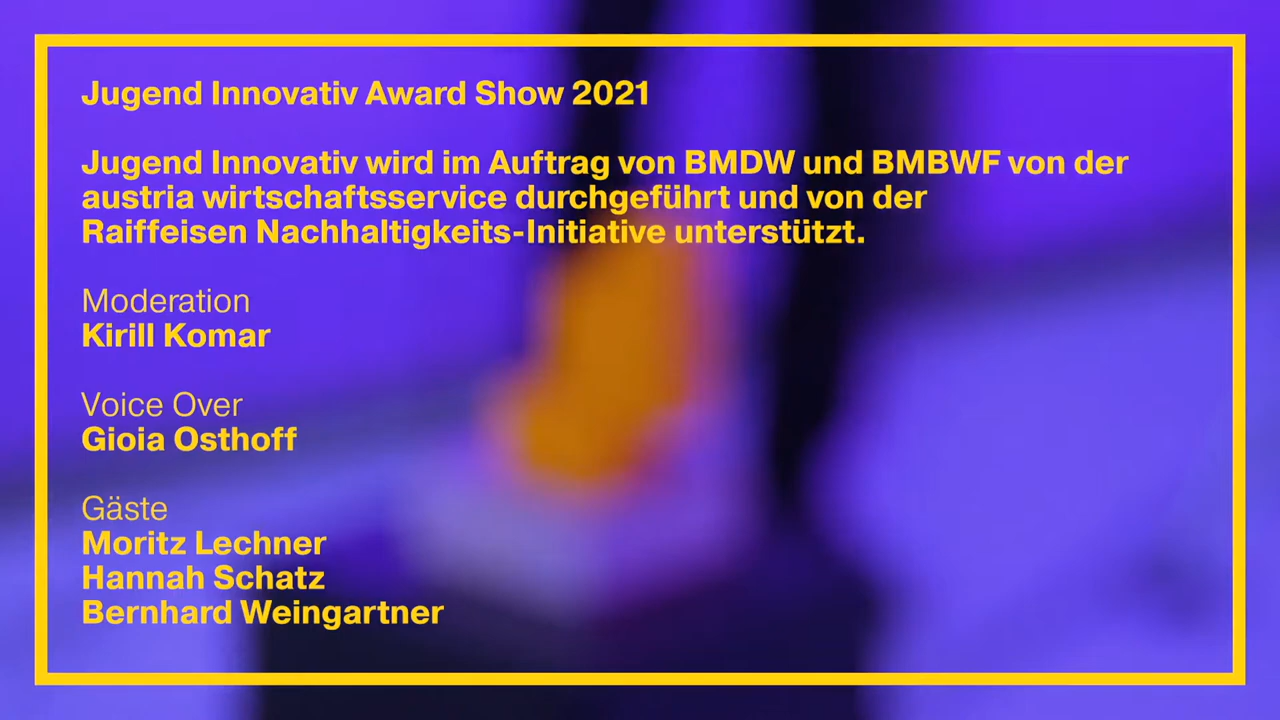 Jugend Innovativ Award Show 2021
Jugend Innovativ wird im Auftrag von BMDW und BMBWF von der
austria wirtschaftsservice durchgeführt und von der
Raiffeisen Nachhaltigkeits-Initiative unterstützt.
Moderation
Kirill Komar
Voice Over
Gioia Osthoff
Gäste
Moritz Lechner
Hannah Schatz
Bernhard Weingartner